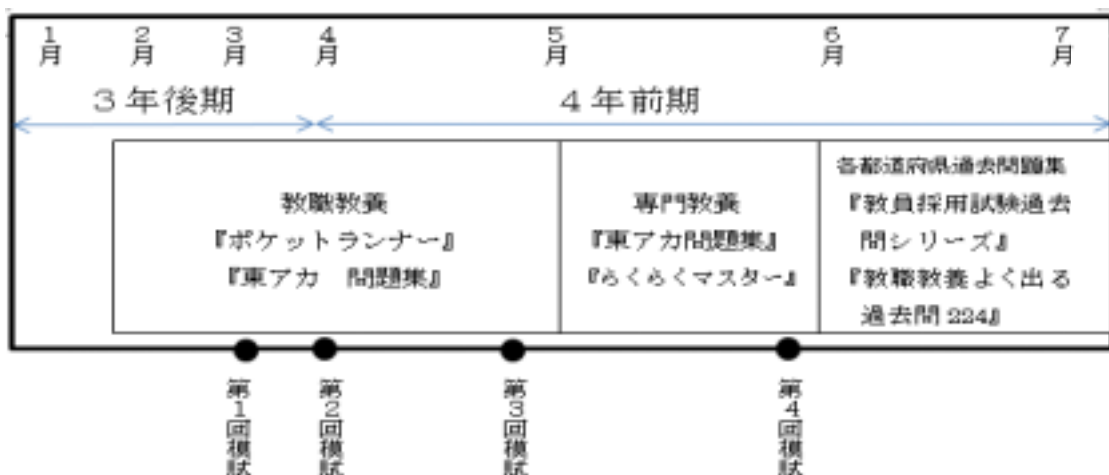 1月
2月
3月
4月
5月
6月
7月
3年後期
4年前期
教職教養
『ポケットランナー』
『東アカ 問題集』
専門教養
『東アカ問題集』
『らくらくマスター』
各都道府県過去問題集
『教員採用試験過去
問シリーズ』
『教職教養よく出る
過去問 224』
第1回模試
第2回模試
第3回模試
第4回模試